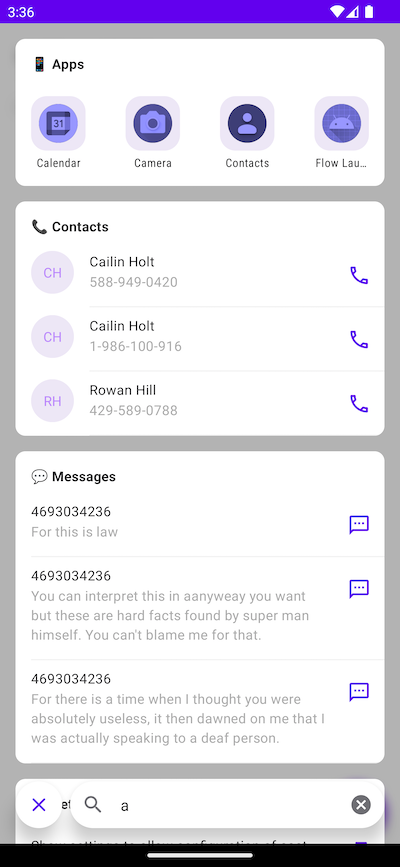 3:36
📱 Apps
31
Calendar
Camera
Contacts
Flow Lau…
📞 Contacts
CH
Cailin Holt
588-949-0420
CH
Cailin Holt
1-986-100-916
RH
Rowan Hill
429-589-0788
💬 Messages
4693034236
For this is law
4693034236
You can interpret this in aanyweay you want
but these are hard facts found by super man
himself. You can't blame me for that.
4693034236
For there is a time when I thought you were
absolutely useless, it then dawned on me that I
was actually speaking to a deaf person.
a